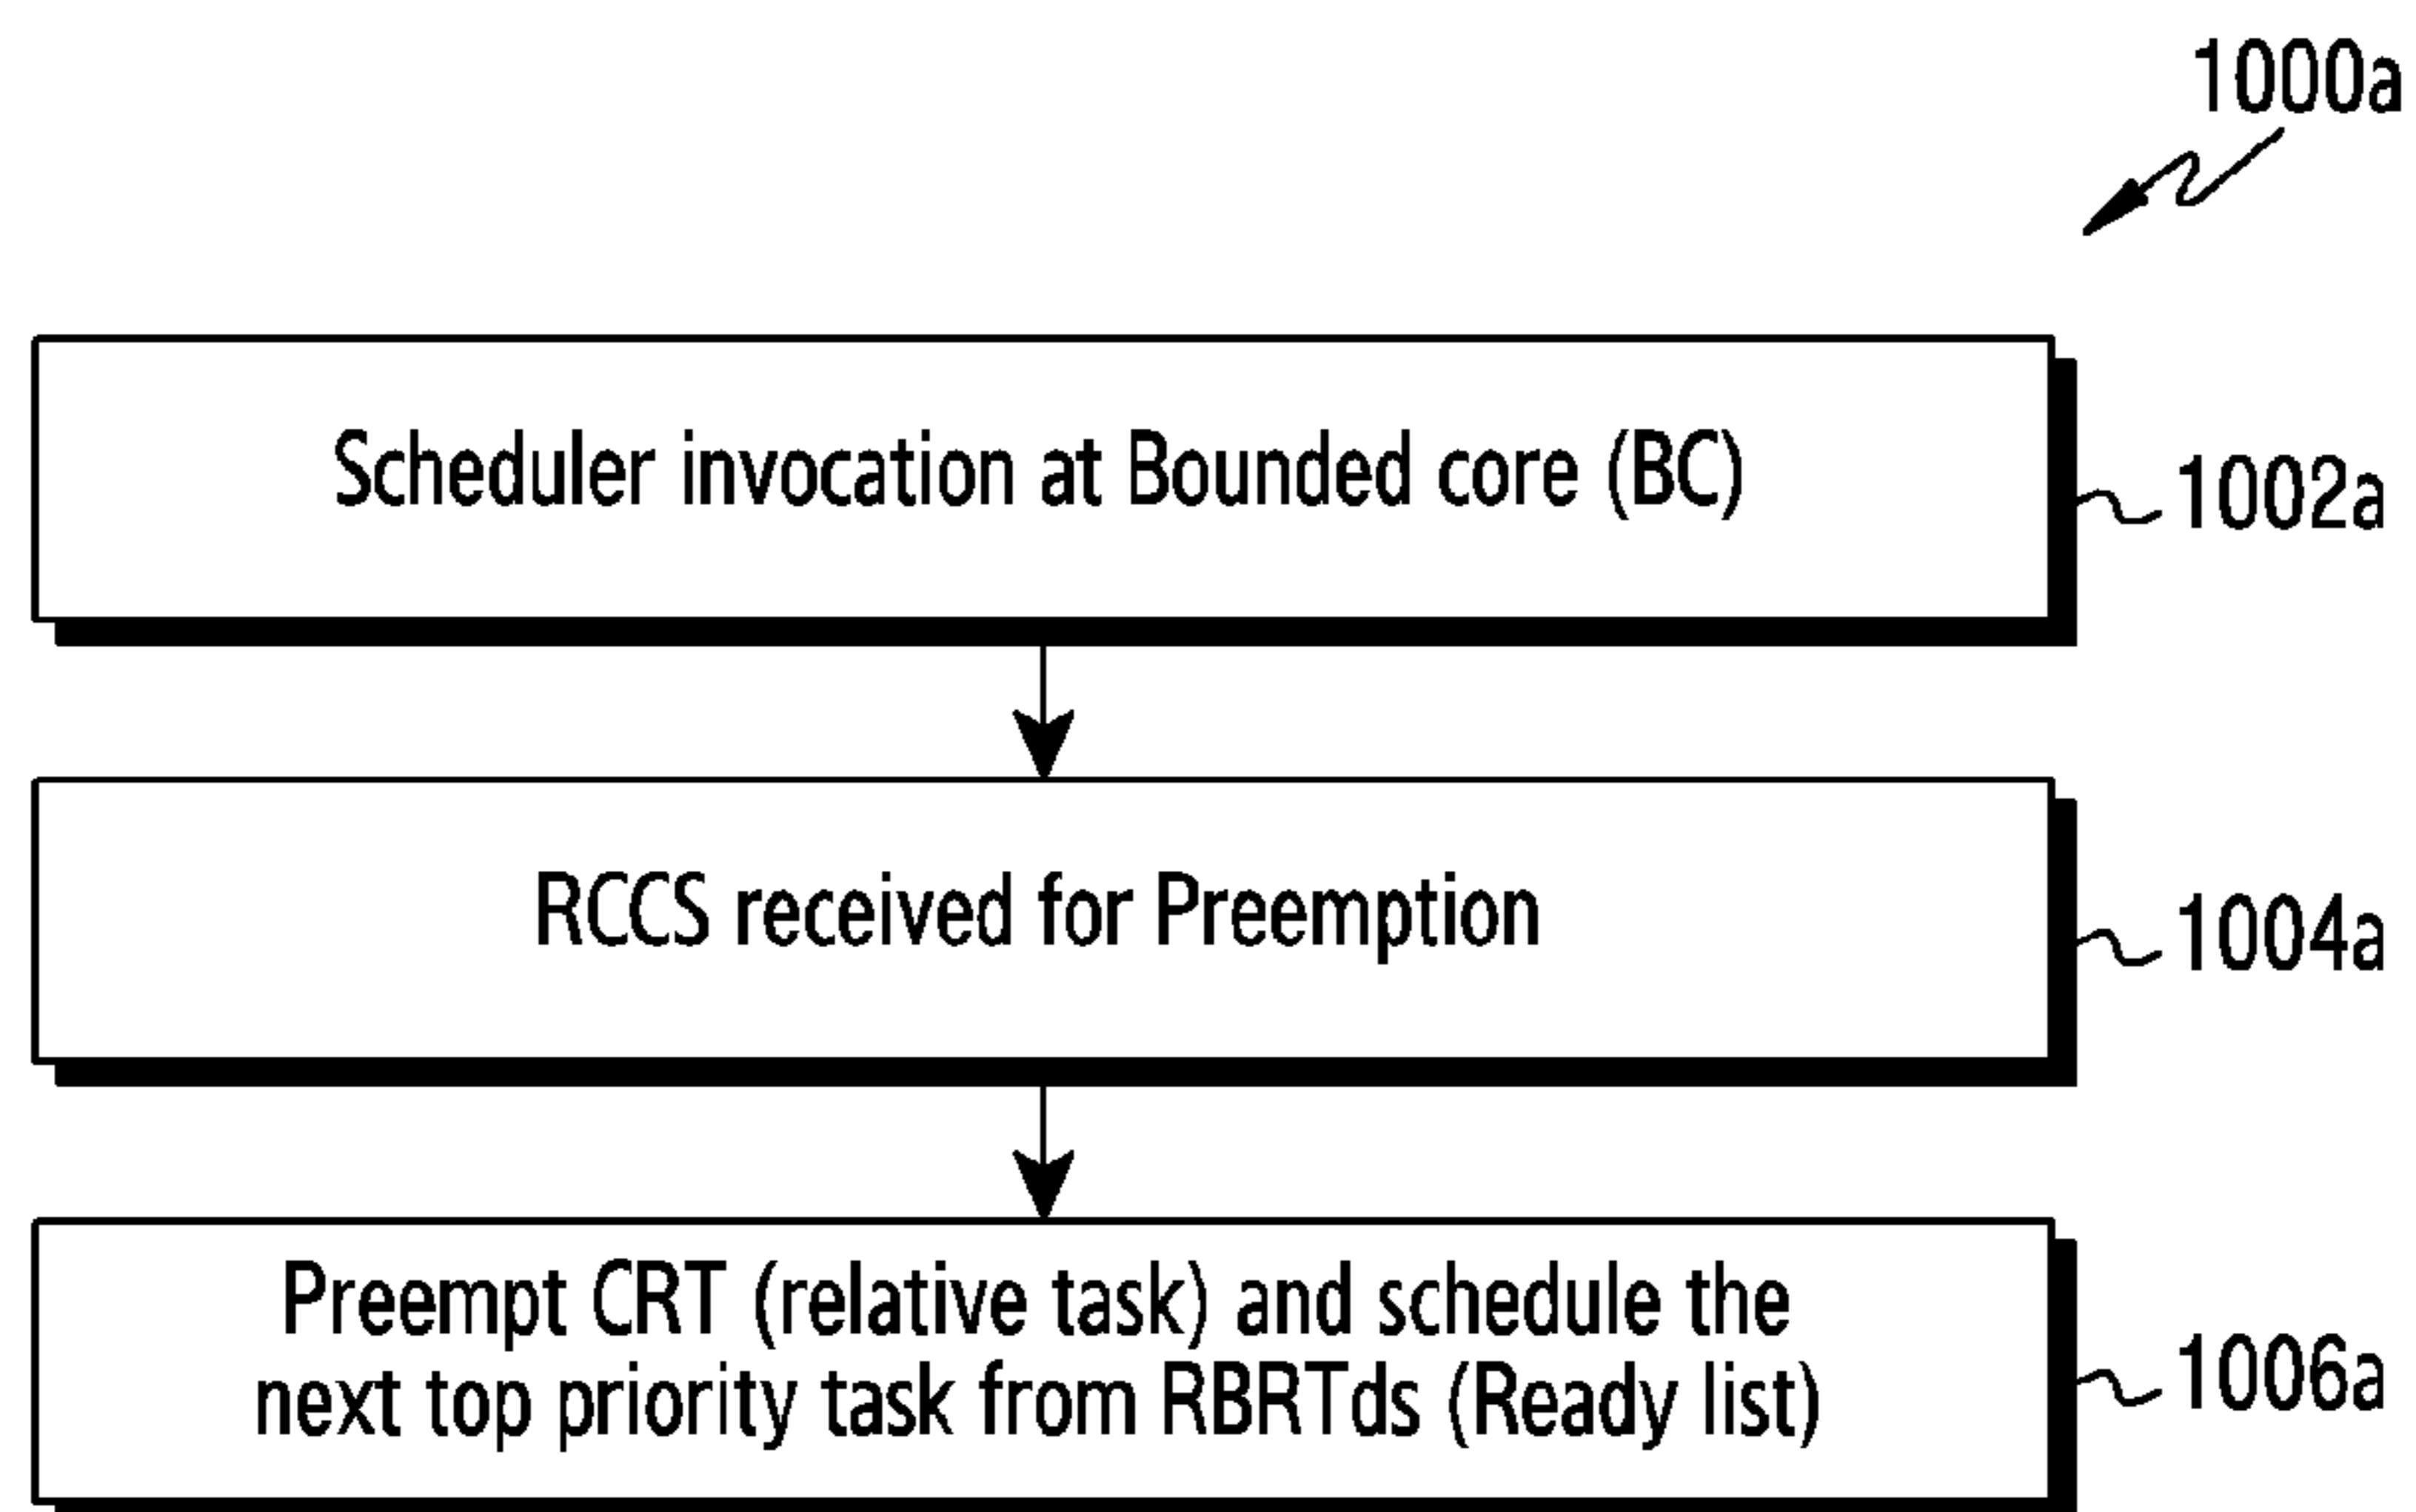 1000a
Scheduler invocation at Bounded core (BC)
1002a
RCCS received for Preemption
1004a
Preempt CRT (relative task) and schedule the
next top priority task from RBRTds (Ready list)
1006a